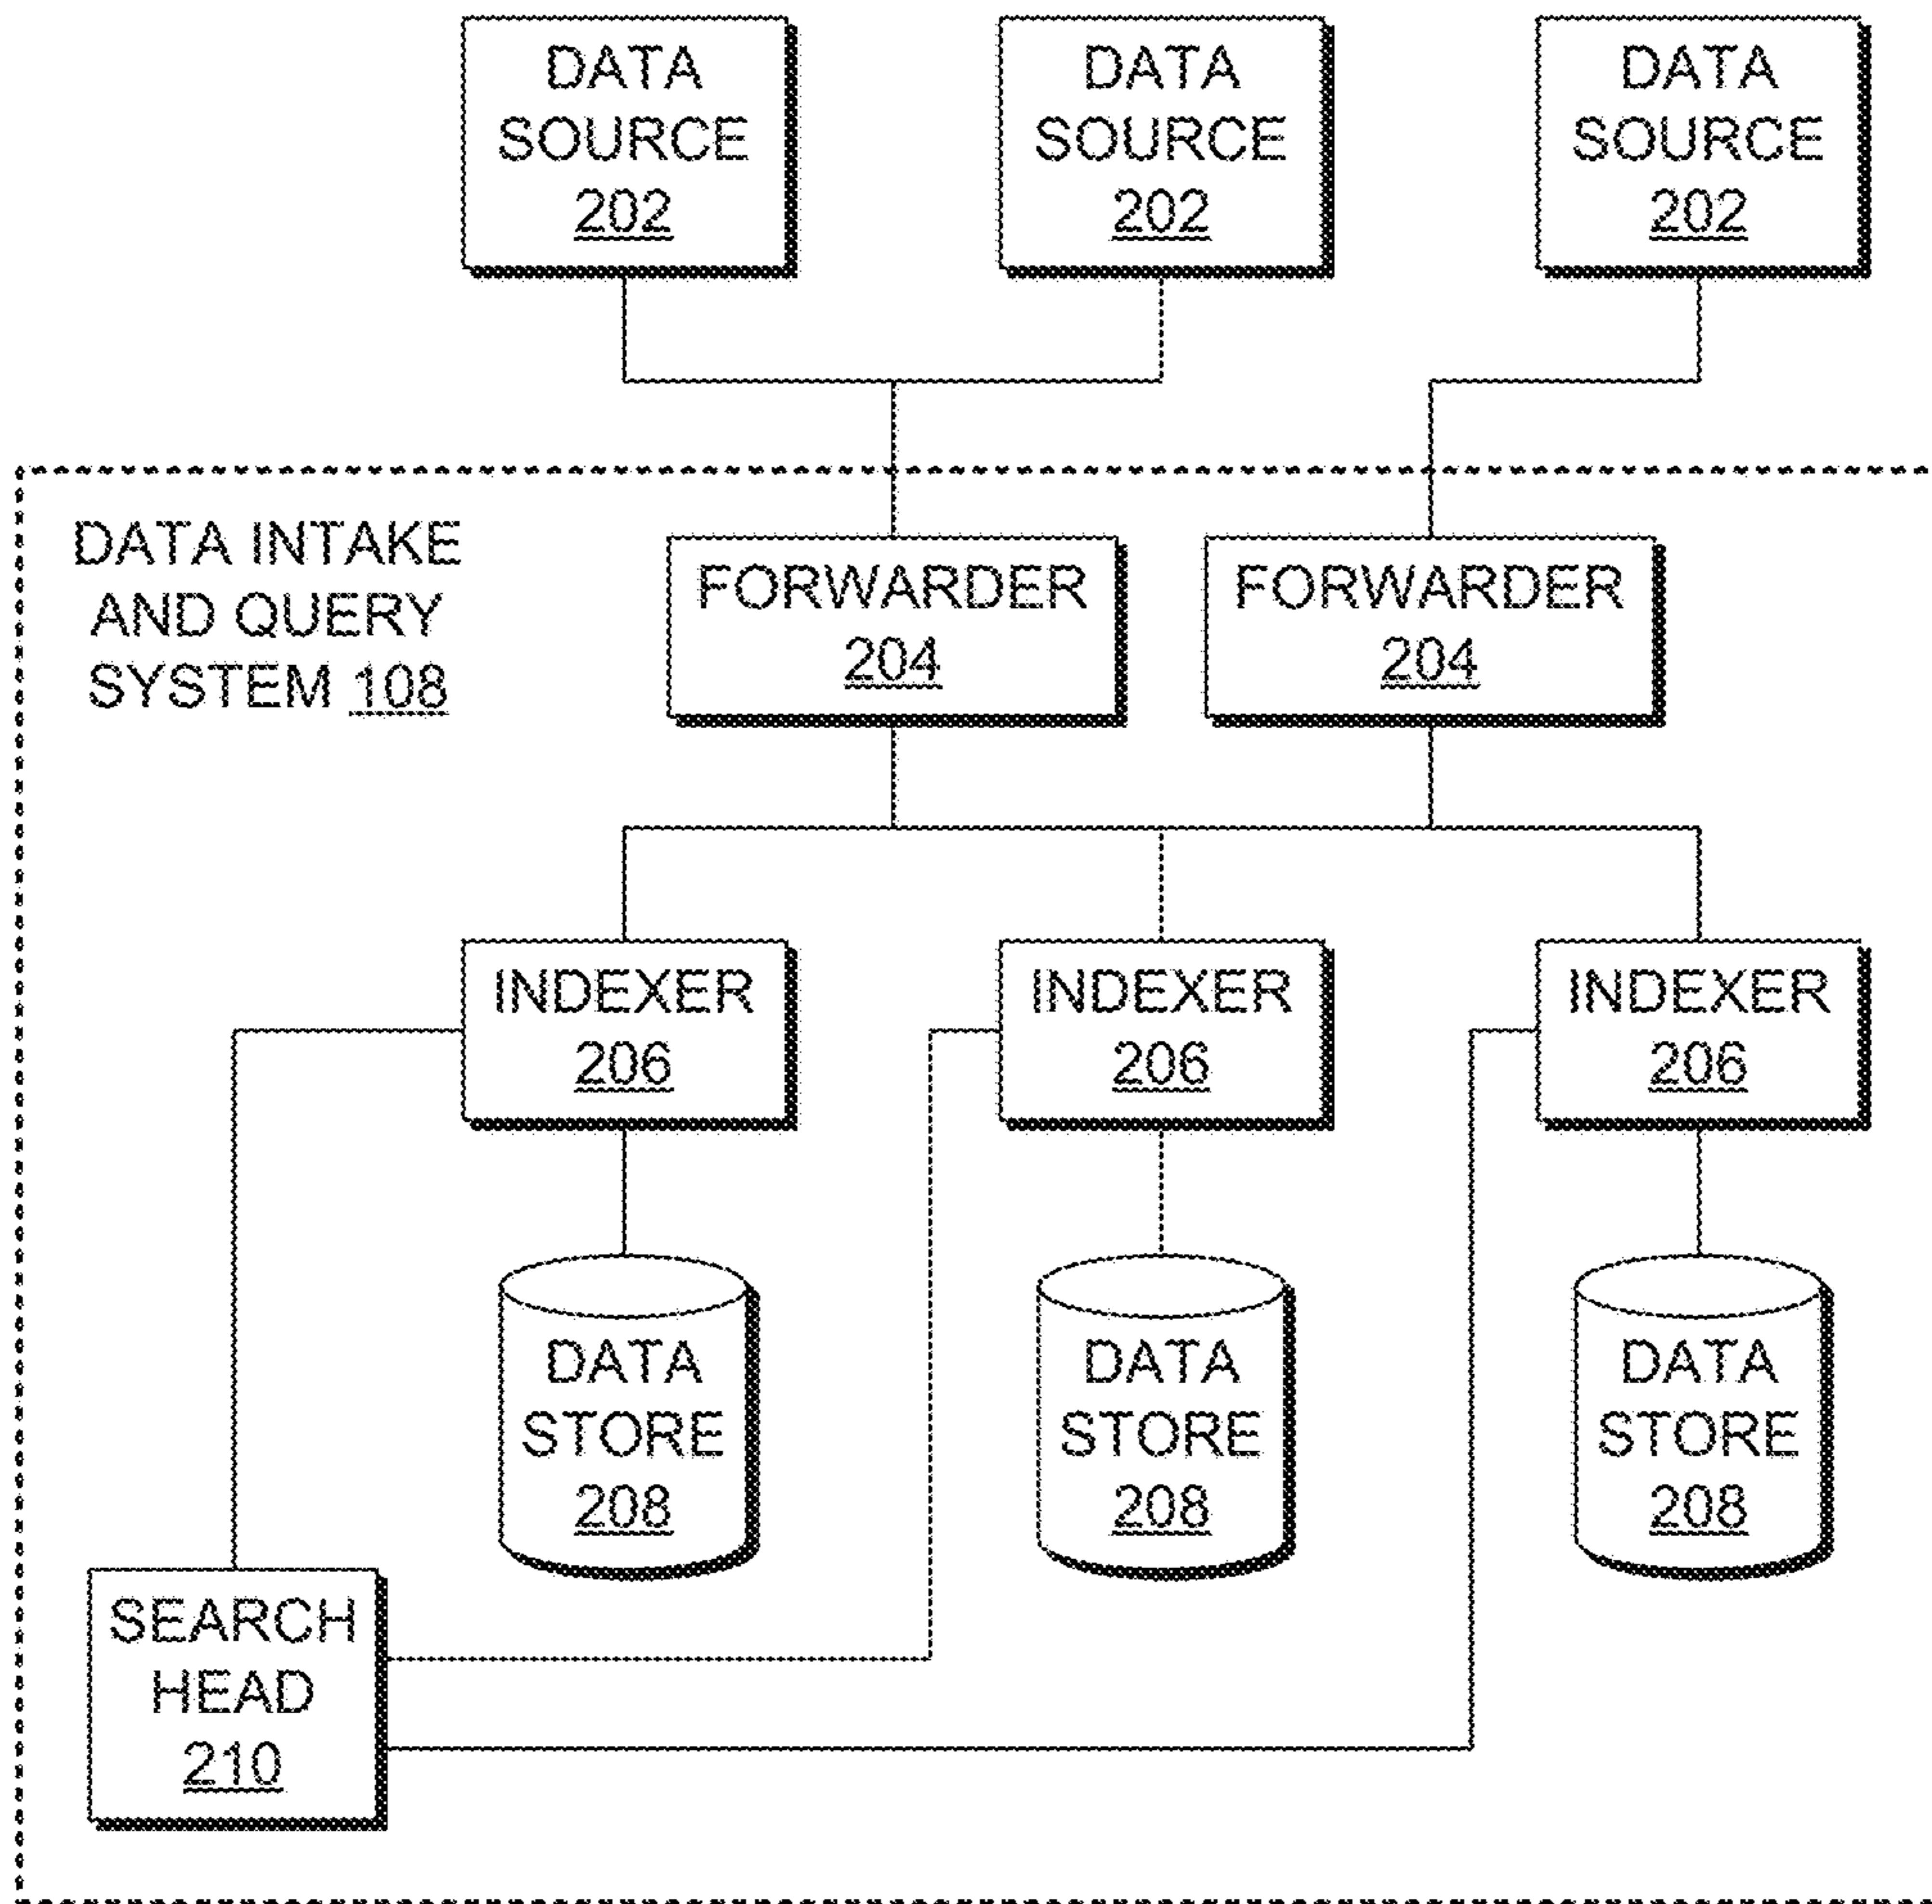 DATA
SOURCE
202
DATA
SOURCE
202
DATA
SOURCE
202
DATA INTAKE
AND QUERY
SYSTEM 108
FORWARDER
204
FORWARDER
204
INDEXER
206
INDEXER
206
INDEXER
206
DATA
STORE
208
DATA
STORE
208
DATA
STORE
208
SEARCH
HEAD
210